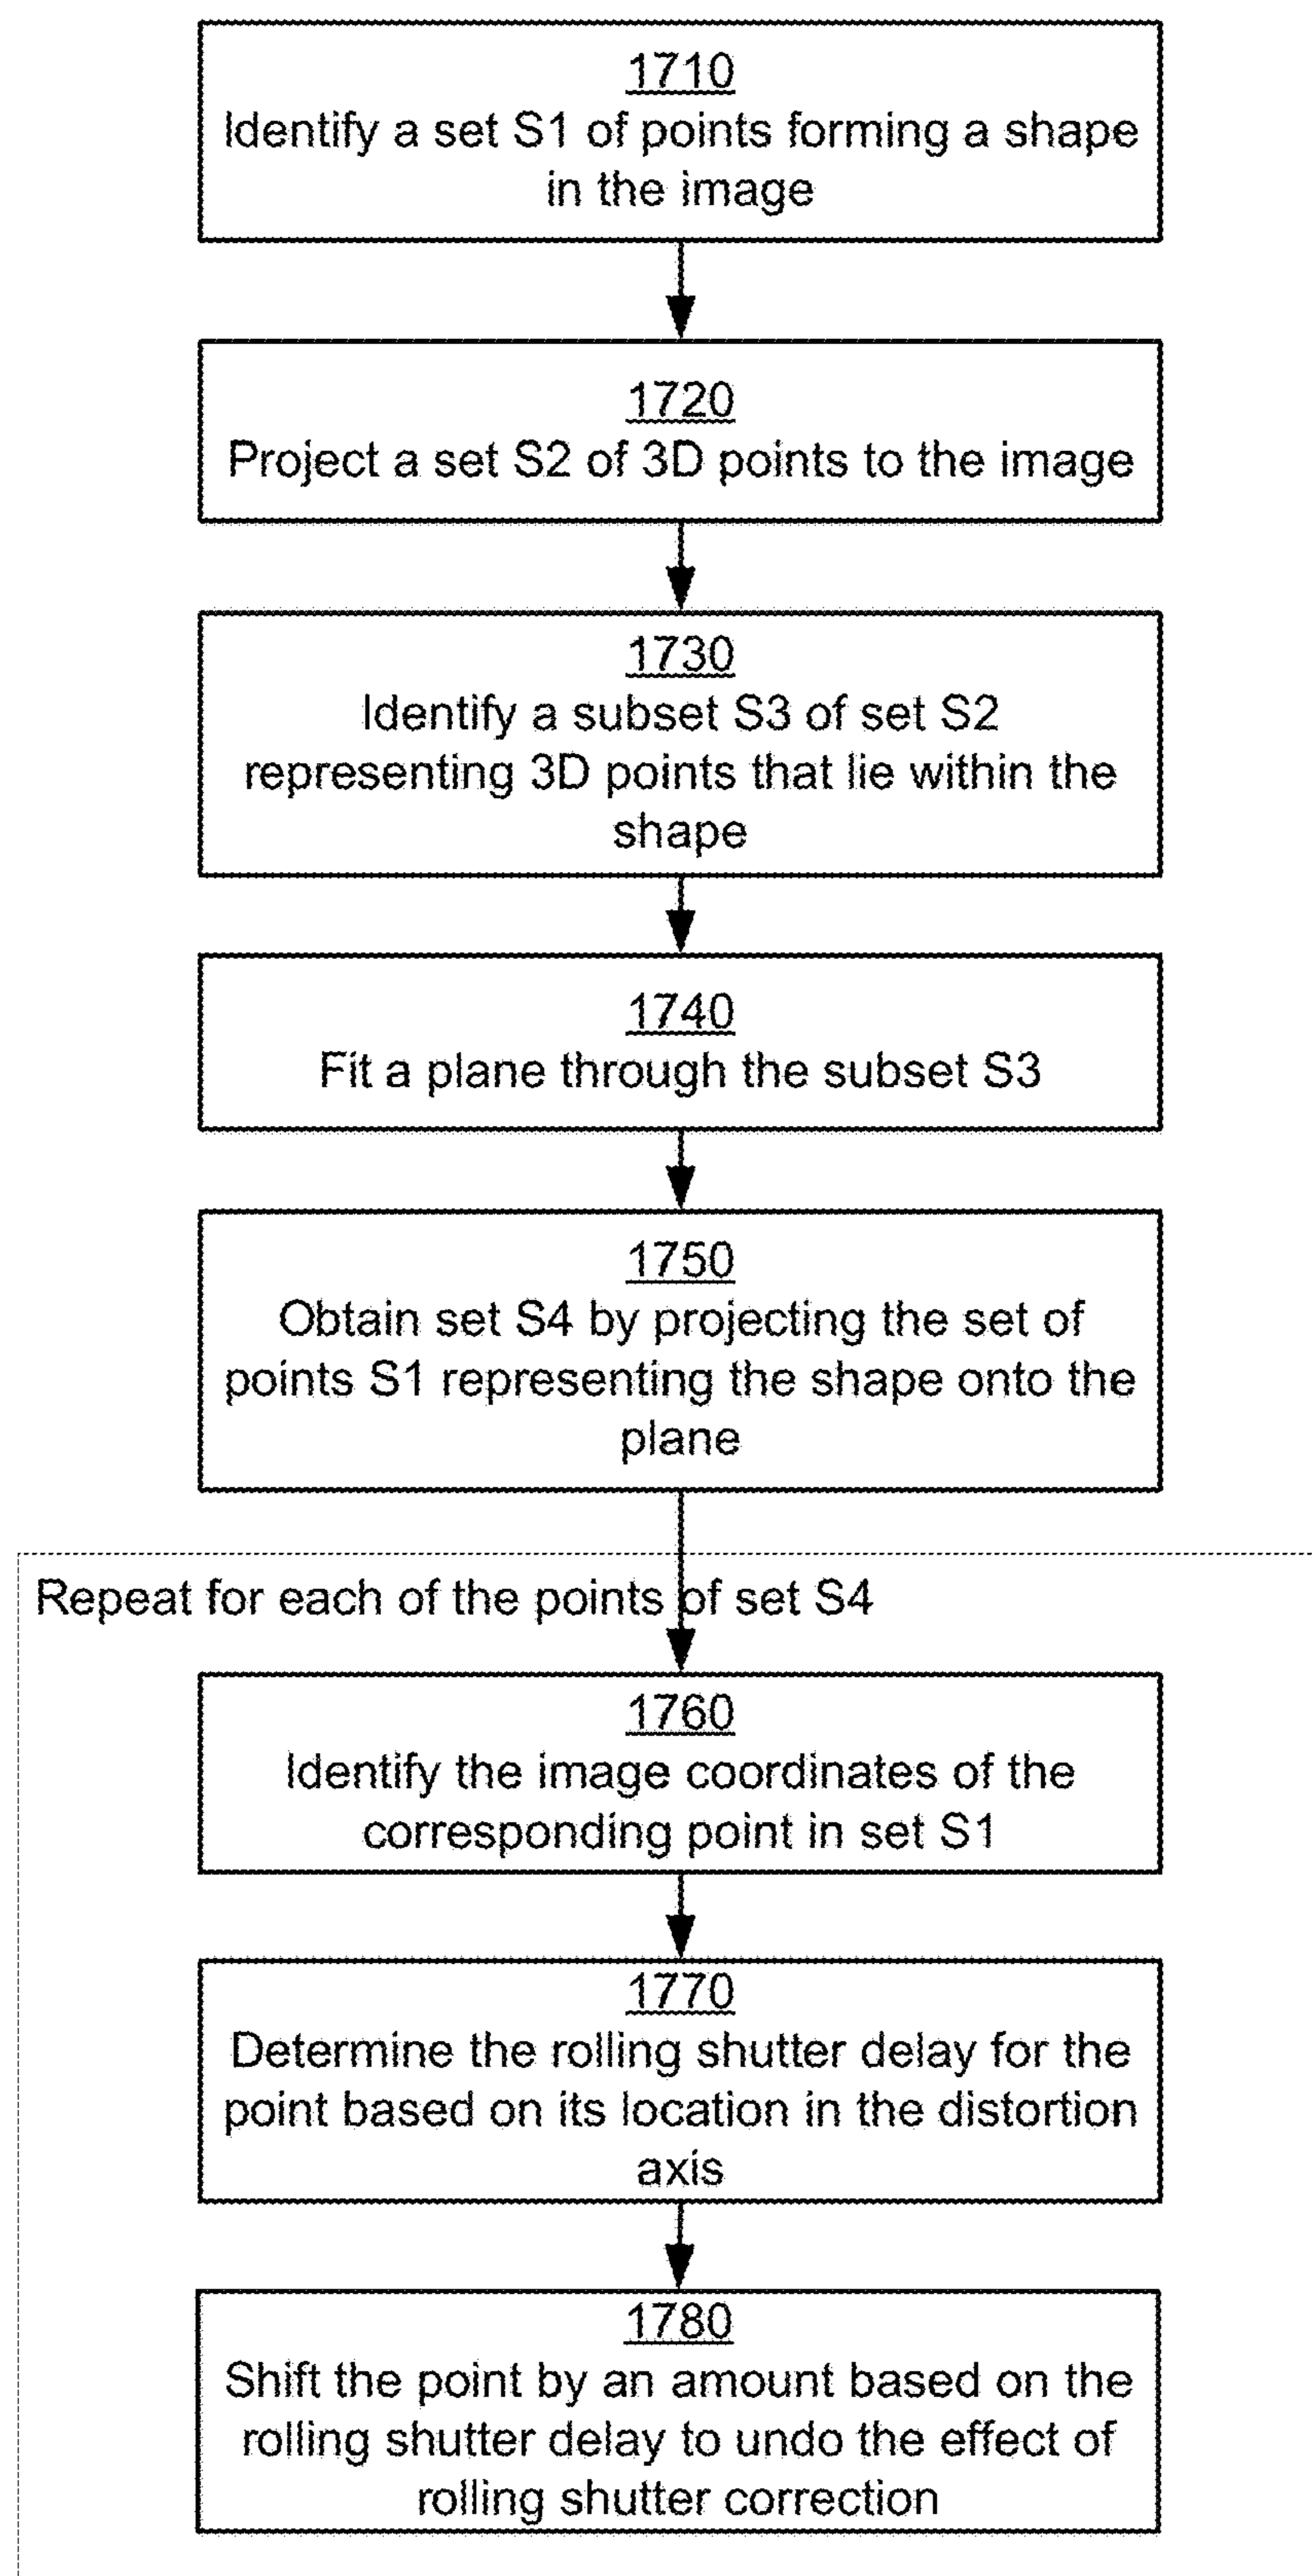 1710
Identify a set S1 of points forming a shape
in the image
1720
Project a set S2 of 3D points to the image
1730
Identify a subset S3 of set S2
representing 3D points that lie within the
shape
1740
Fit a plane through the subset S3
1750
Obtain set S4 by projecting the set of
points S1 representing the shape onto the
plane
Repeat for each of the points of set S4
1760
Identify the image coordinates of the
corresponding point in set S1
1770
Determine the rolling shutter delay for the
point based on its location in the distortion
axis
1780
Shift the point by an amount based on the
rolling shutter delay to undo the effect of
rolling shutter correction